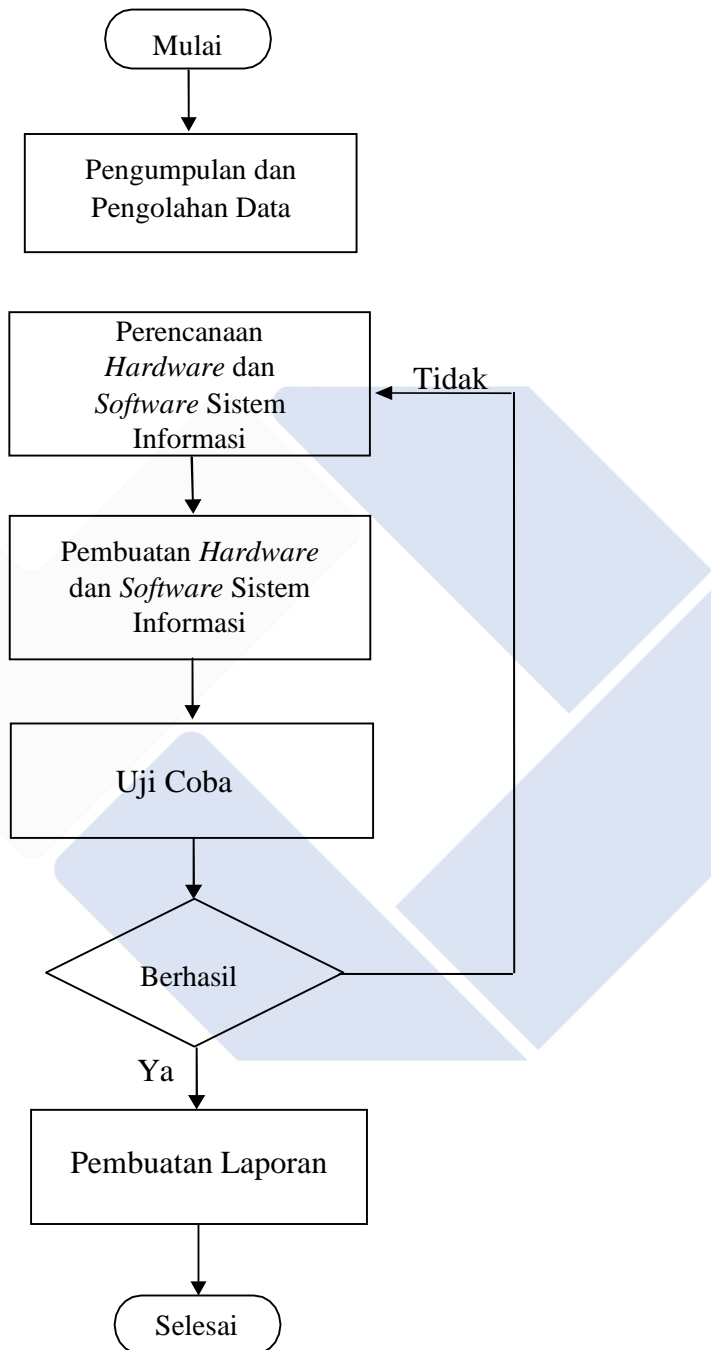 Mulai
Pengumpulan dan
Pengolahan Data
Perencanaan
Hardware dan
Software Sistem
Informasi
Tidak
Pembuatan Hardware
dan Software Sistem
Informasi
Uji Coba
Berhasil
Ya
Pembuatan Laporan
Selesai